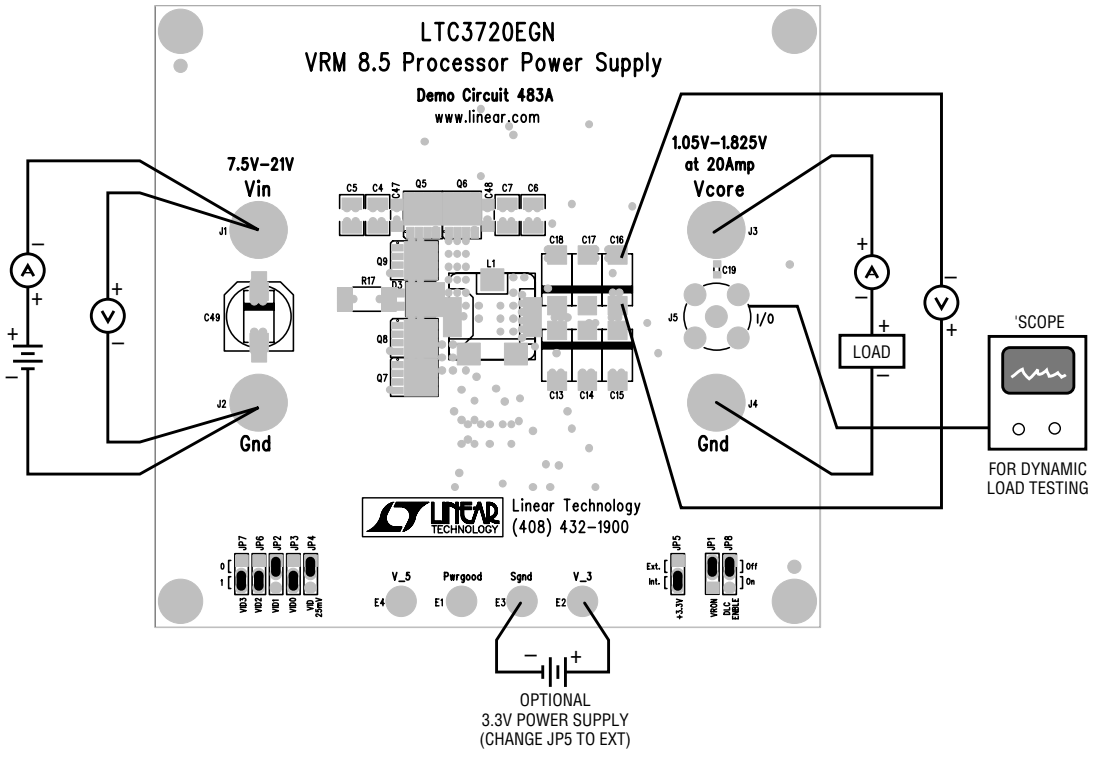 LTC3720EGN
VRM 8.5 Processor Power Supply
Demo Circuit 483A
www.linear.com
7.5V-21V
Vin
1.05V-1.825V
at 20Amp
Vcore
C5
C4
C47
Q5
Q6
C48
C7
C6
J1
J3
Q9
C18
C17
C16
L1
C19
R17
D3
C49
J5
I/O
Q8
Q7
C13
C14
C15
J2
J4
Gnd
Gnd
A
+
−
V
+
−
+
−
+
A
−
+
LOAD
−
−
V
+
'SCOPE
FOR DYNAMIC
LOAD TESTING
LINEAR
TECHNOLOGY
Linear Technology
(408) 432-1900
JP7
JP6
JP2
JP3
JP4
0 [
1 [
VID3
VID2
VID1
VID0
VID
25mV
V_5
Pwrgood
Sgnd
V_3
E4
E1
E3
E2
JP5
JP1
JP8
Ext.
Int.
] Off
] On
+3.3V
VRON
DLC
ENBLE
− +
OPTIONAL
3.3V POWER SUPPLY
(CHANGE JP5 TO EXT)